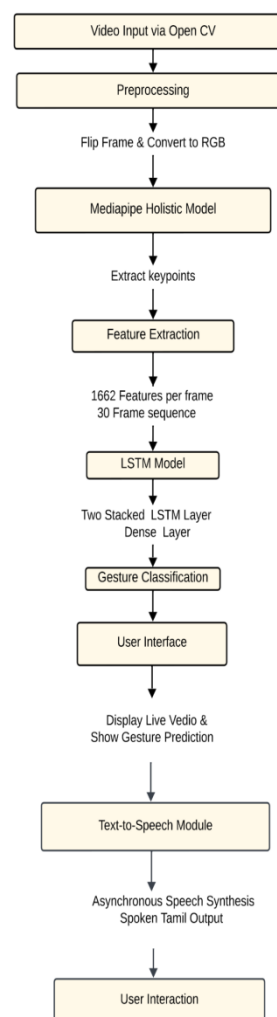 Video Input via Open CV
Preprocessing
Flip Frame & Convert to RGB
Mediapipe Holistic Model
Extract keypoints
Feature Extraction
1662 Features per frame
30 Frame sequence
LSTM Model
Two Stacked LSTM Layer
Dense Layer
Gesture Classification
User Interface
Display Live Vedio &
Show Gesture Prediction
Text-to-Speech Module
Asynchronous Speech Synthesis
Spoken Tamil Output
User Interaction